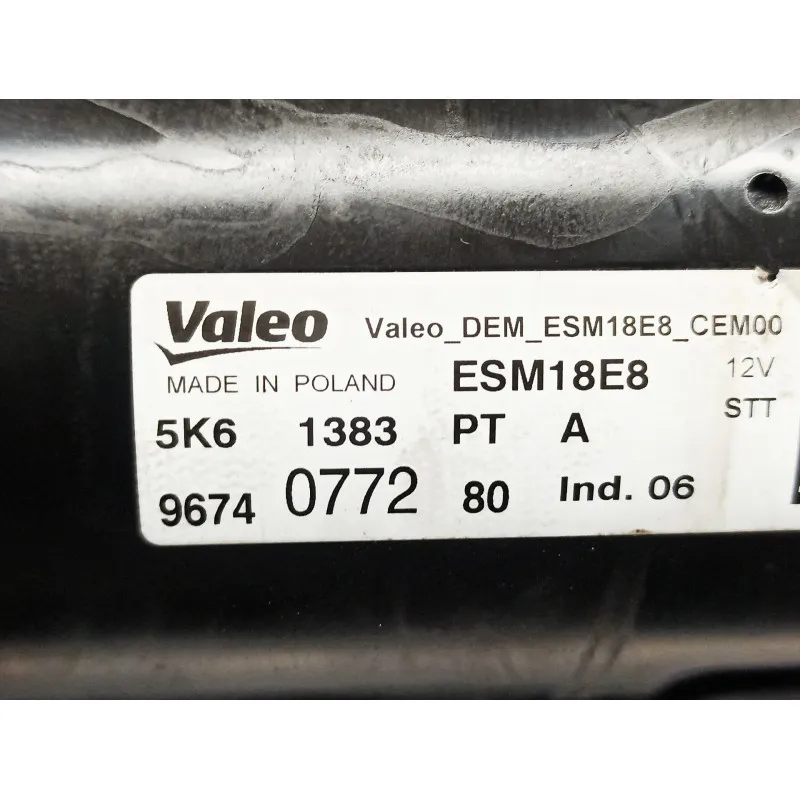 Valeo Valeo_DEM_ESM18E8_CEM00
MADE IN POLAND ESM18E8 12V
5K6 1383 PT A STT
9674 0772 80 Ind. 06